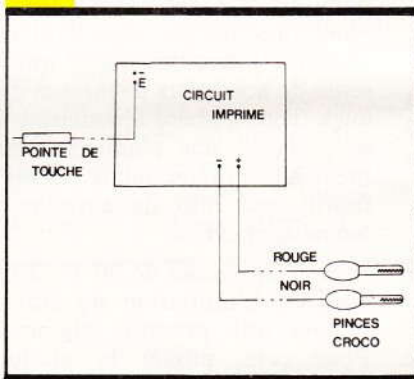 -
E
CIRCUIT
IMPRIME
POINTE DE
TOUCHE
- +
ROUGE
NOIR
PINCES
CROCO